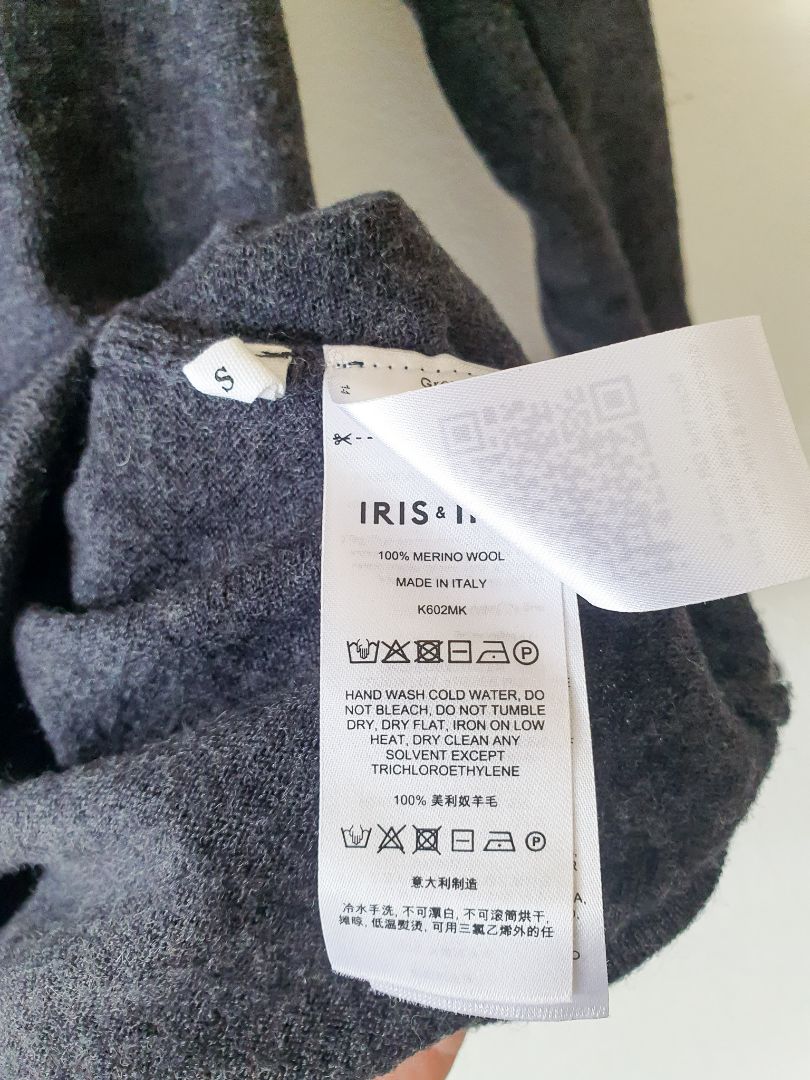 S
14
IRIS &
100% MERINO WOOL
MADE IN ITALY
K602MK
P
HAND WASH COLD WATER, DO
NOT BLEACH, DO NOT TUMBLE
DRY, DRY FLAT, IRON ON LOW
HEAT, DRY CLEAN ANY
SOLVENT EXCEPT
TRICHLOROETHYLENE
100% 美利奴羊毛
P
意大利制造
冷水手洗, 不可漂白, 不可滚筒烘干,
摊晾, 低温熨烫, 可用三氯乙烯外的任